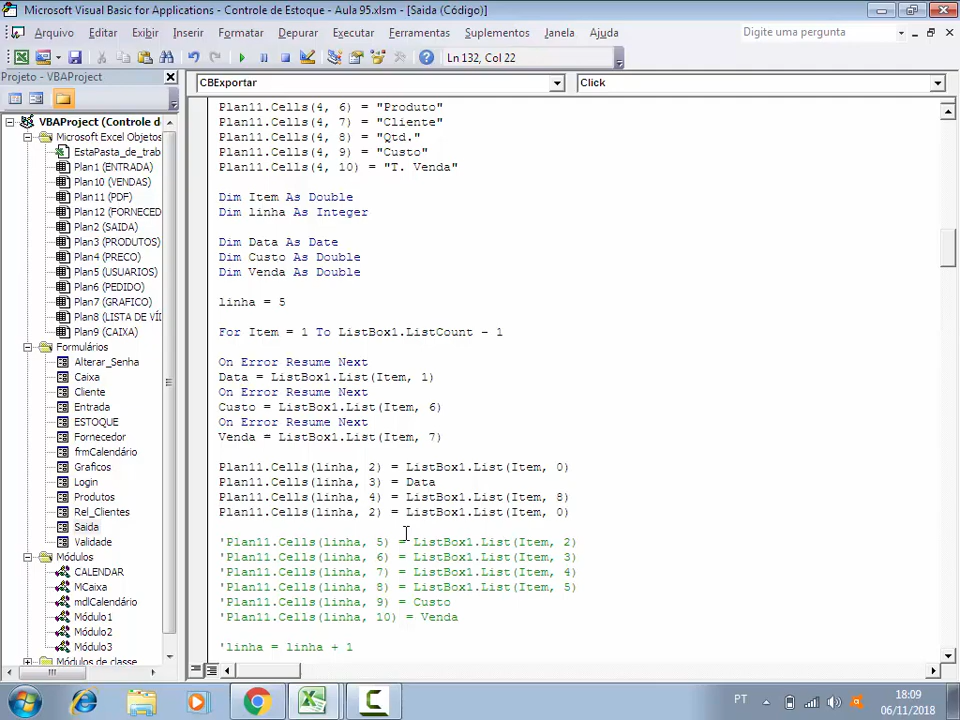 Microsoft Visual Basic for Applications - Controle de Estoque - Aula 95.xlsm - [Saida (Código)]
Arquivo Editar Exibir Inserir Formatar Depurar Executar Ferramentas Suplementos Janela Ajuda
Digite uma pergunta
Ln 132, Col 22
Projeto - VBAProject
CBExportar
Click
VBAProject (Controle d
Microsoft Excel Objetos
EstaPasta_de_trab
Plan1 (ENTRADA)
Plan10 (VENDAS)
Plan11 (PDF)
Plan12 (FORNECED
Plan2 (SAIDA)
Plan3 (PRODUTOS)
Plan4 (PRECO)
Plan5 (USUARIOS)
Plan6 (PEDIDO)
Plan7 (GRAFICO)
Plan8 (LISTA DE VÍ
Plan9 (CAIXA)
Formulários
Alterar_Senha
Caixa
Cliente
Entrada
ESTOQUE
Fornecedor
frmCalendário
Graficos
Login
Produtos
Rel_Clientes
Saida
Validade
Módulos
CALENDAR
MCaixa
mdlCalendário
Módulo1
Módulo2
Módulo3
Módulos de classe
Plan11.Cells(4, 6) = "Produto"
Plan11.Cells(4, 7) = "Cliente"
Plan11.Cells(4, 8) = "Qtd."
Plan11.Cells(4, 9) = "Custo"
Plan11.Cells(4, 10) = "T. Venda"
Dim Item As Double
Dim linha As Integer
Dim Data As Date
Dim Custo As Double
Dim Venda As Double
linha = 5
For Item = 1 To ListBox1.ListCount - 1
On Error Resume Next
Data = ListBox1.List(Item, 1)
On Error Resume Next
Custo = ListBox1.List(Item, 6)
On Error Resume Next
Venda = ListBox1.List(Item, 7)
Plan11.Cells(linha, 2) = ListBox1.List(Item, 0)
Plan11.Cells(linha, 3) = Data
Plan11.Cells(linha, 4) = ListBox1.List(Item, 8)
Plan11.Cells(linha, 2) = ListBox1.List(Item, 0)
'Plan11.Cells(linha, 5) = ListBox1.List(Item, 2)
'Plan11.Cells(linha, 6) = ListBox1.List(Item, 3)
'Plan11.Cells(linha, 7) = ListBox1.List(Item, 4)
'Plan11.Cells(linha, 8) = ListBox1.List(Item, 5)
'Plan11.Cells(linha, 9) = Custo
'Plan11.Cells(linha, 10) = Venda
'linha = linha + 1
PT
18:09
06/11/2018